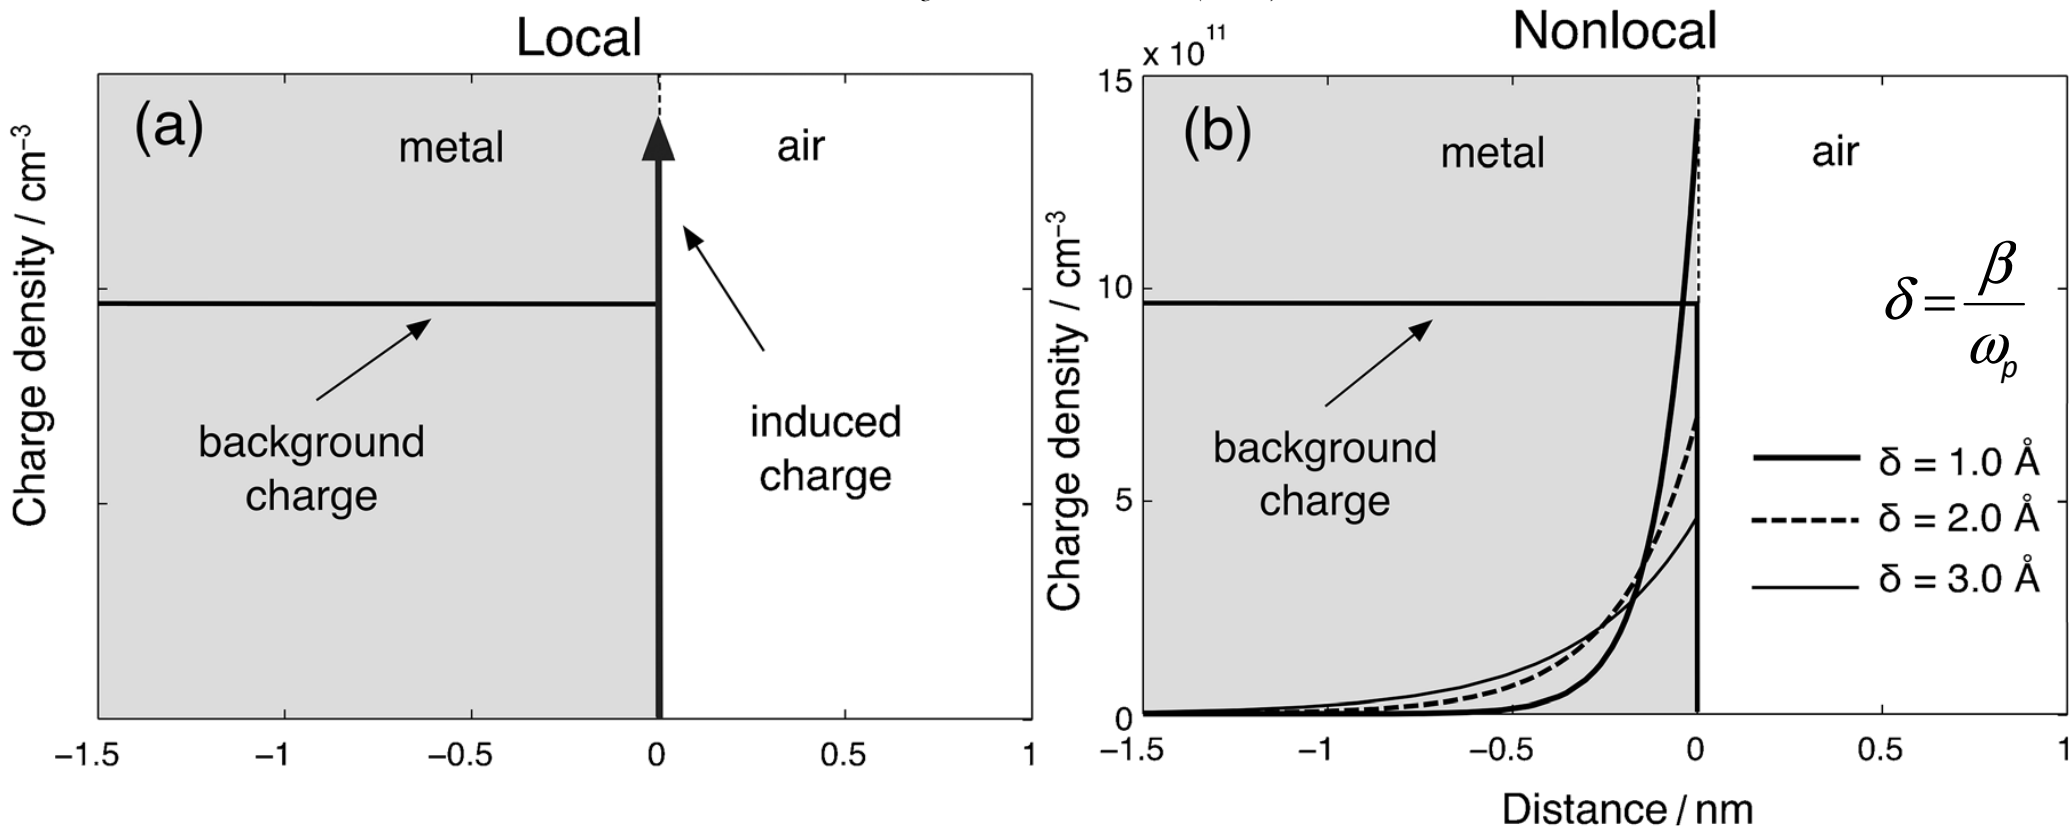 Local
(a)
metal
air
background
charge
induced
charge
Charge density / cm⁻³
−1.5
−1
−0.5
0
0.5
1
Nonlocal
x 10¹¹
15
10
5
0
(b)
metal
air
background
charge
δ = β / ωₚ
δ = 1.0 Å
δ = 2.0 Å
δ = 3.0 Å
Charge density / cm⁻³
−1.5
−1
−0.5
0
0.5
1
Distance / nm